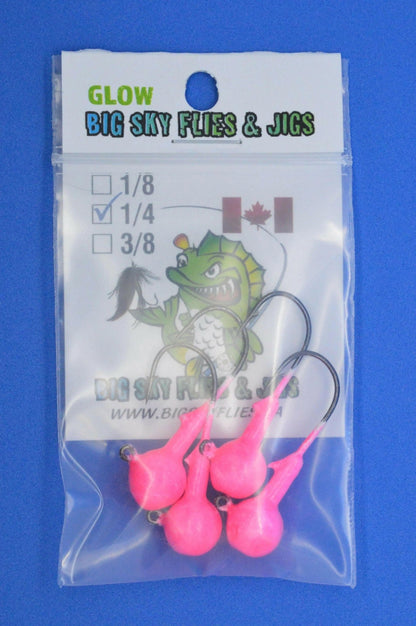 GLOW
BIG SKY FLIES & JIGS
1/8
1/4
3/8
BIG SKY FLIES & JIGS